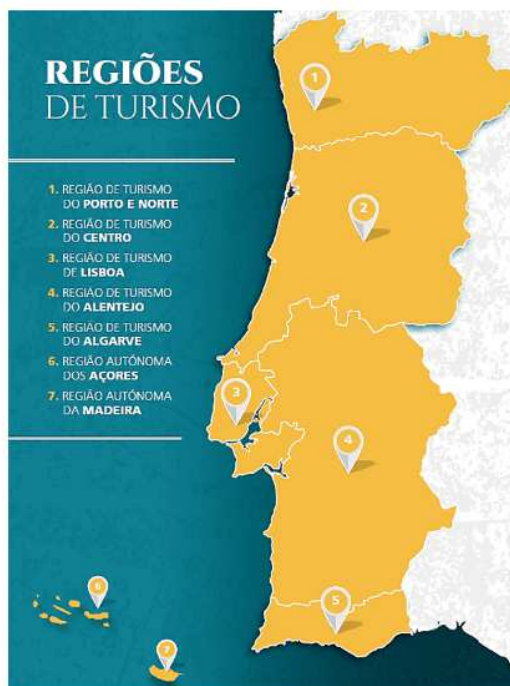 REGIÕES
DE TURISMO
1. REGIÃO DE TURISMO
DO PORTO E NORTE
2. REGIÃO DE TURISMO
DO CENTRO
3. REGIÃO DE TURISMO
DE LISBOA
4. REGIÃO DE TURISMO
DO ALENTEJO
5. REGIÃO DE TURISMO
DO ALGARVE
6. REGIÃO AUTÓNOMA
DOS AÇORES
7. REGIÃO AUTÓNOMA
DA MADEIRA
1
2
3
4
5
6
7